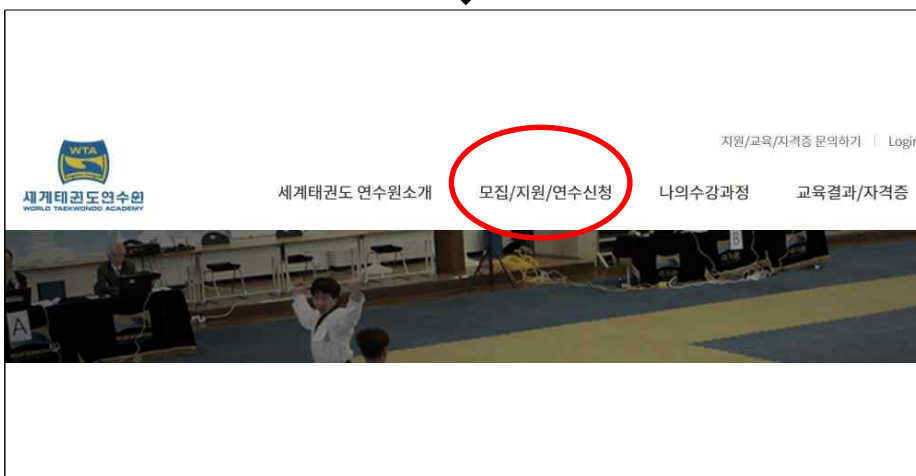 지원/교육/자격증 문의하기 | Login
WTA
세계태권도연수원
WORLD TAEKWONDO ACADEMY
세계태권도 연수원소개 모집/지원/연수신청 나의수강과정 교육결과/자격증
A
B